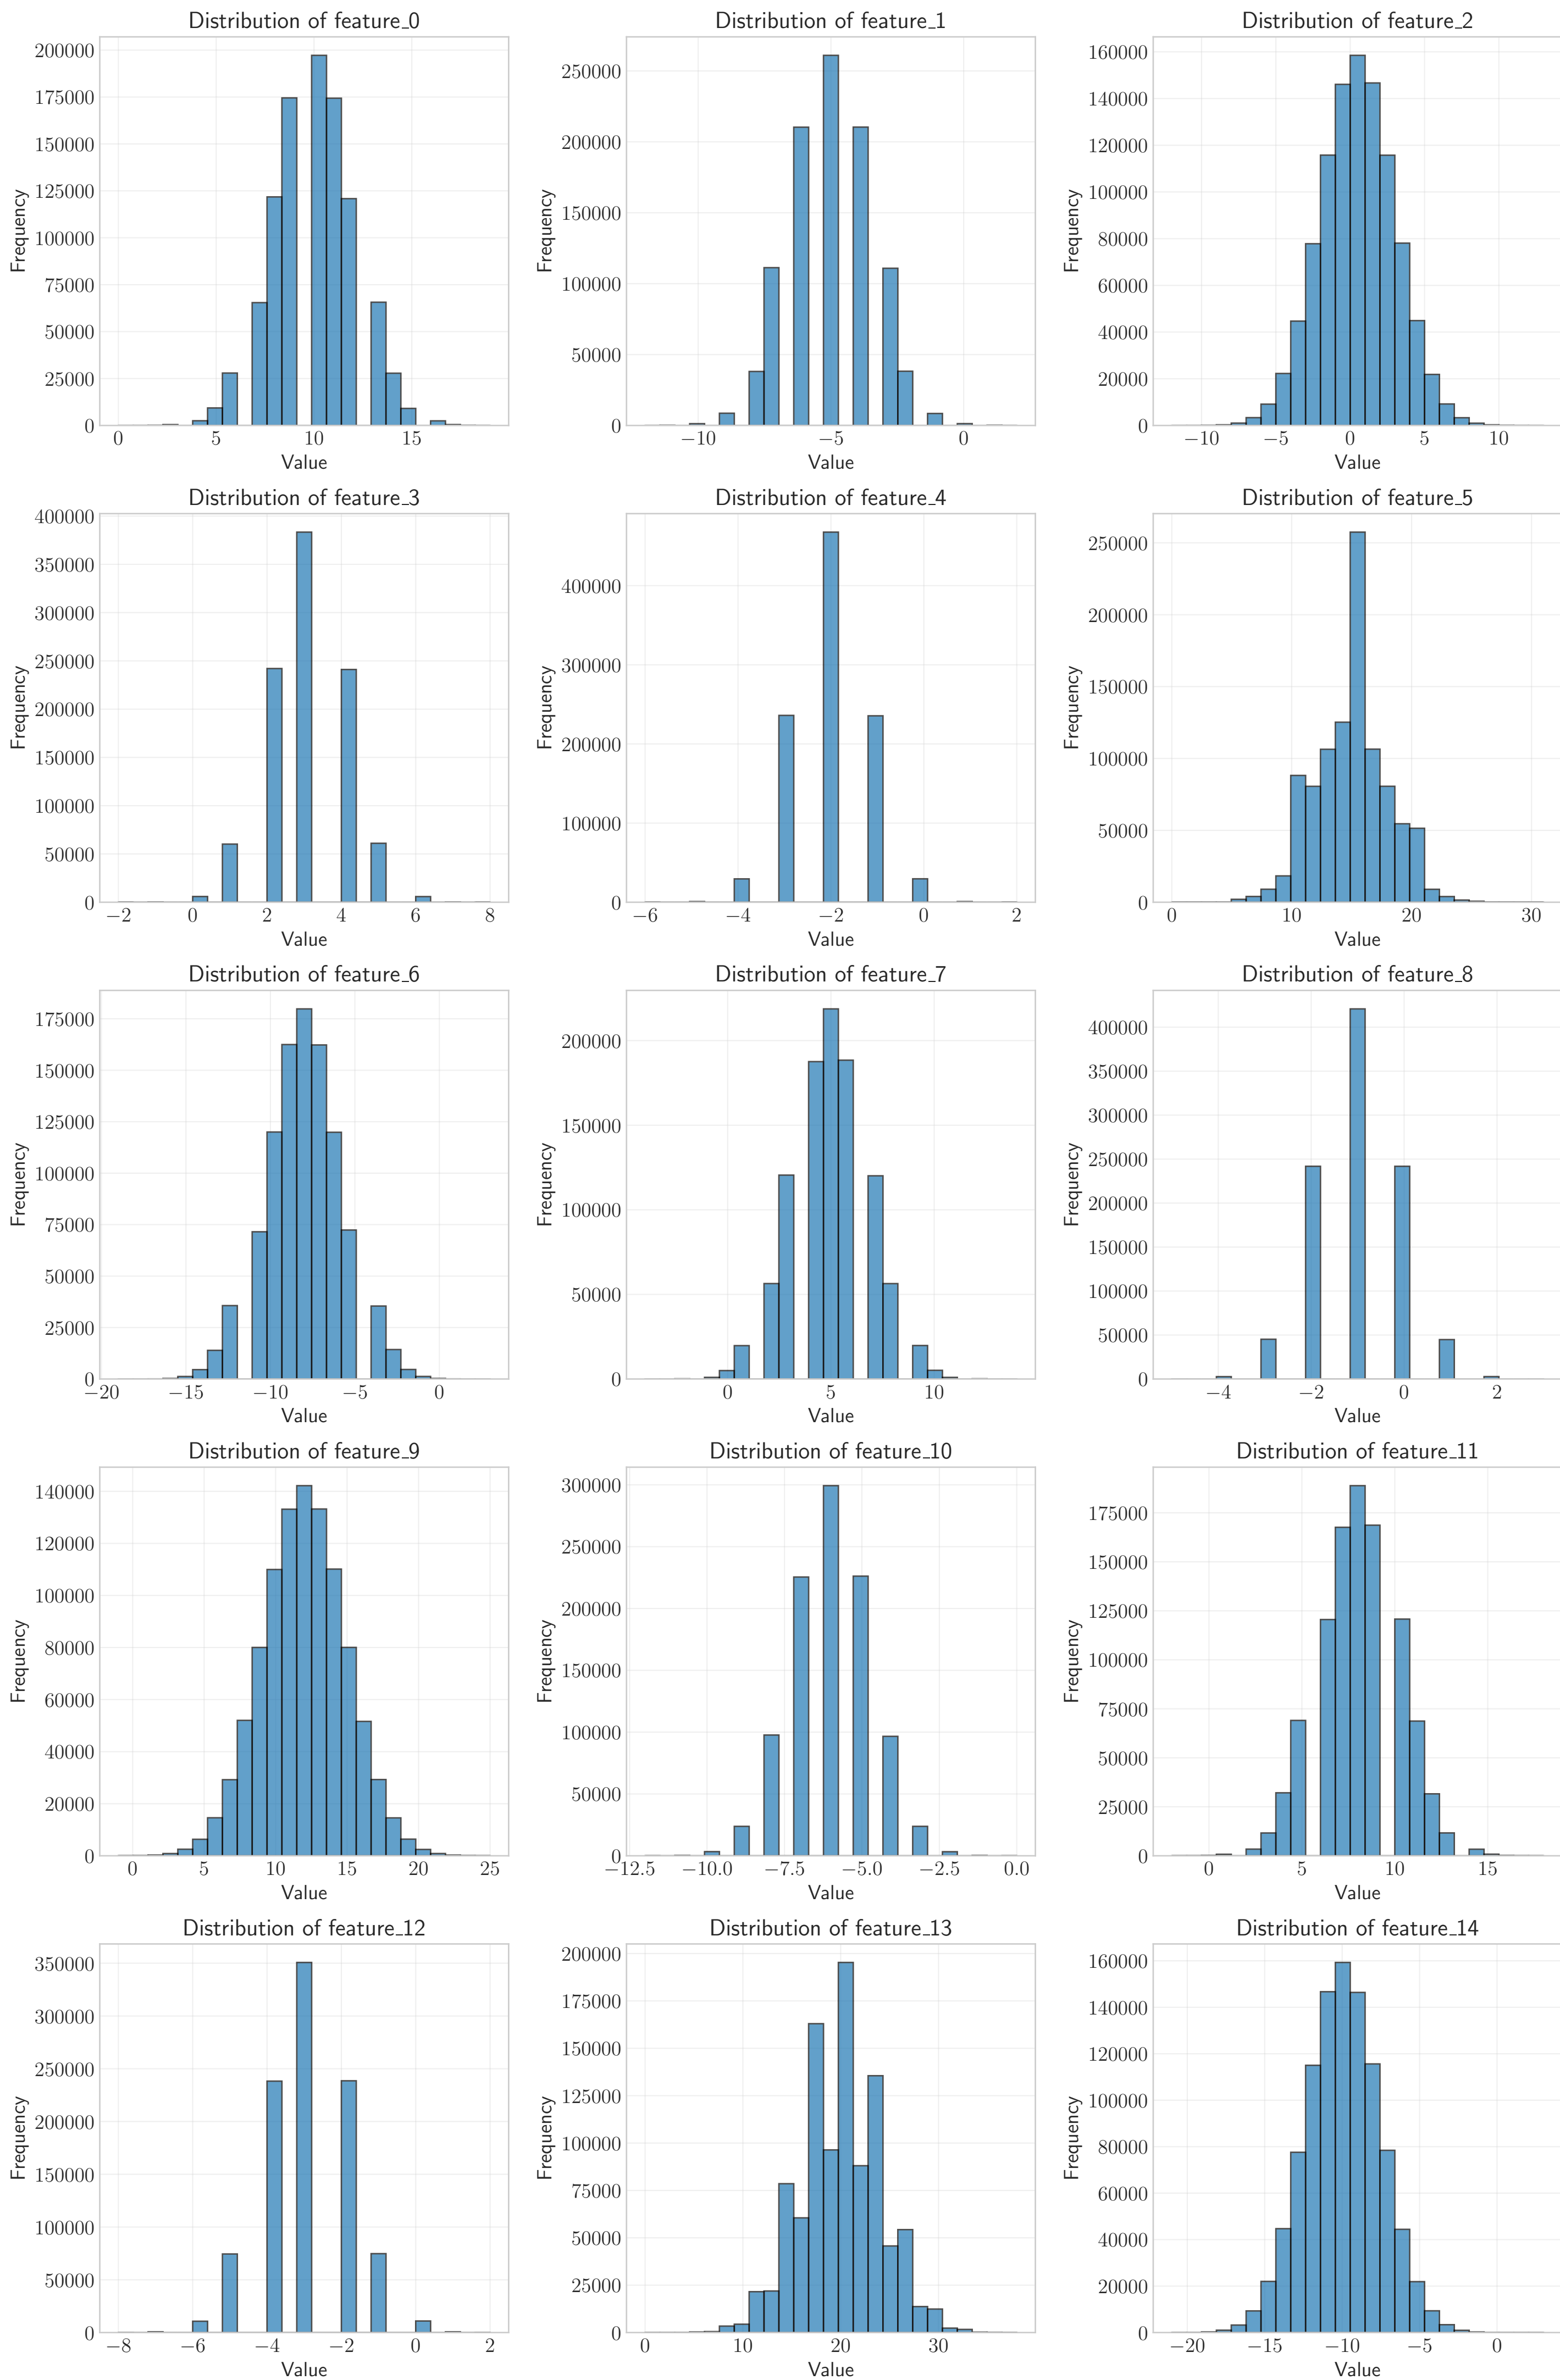 Distribution of feature_0
Distribution of feature_1
Distribution of feature_2
200000
175000
150000
125000
100000
75000
50000
25000
0
Frequency
0 5 10 15
Value
250000
200000
150000
100000
50000
0
Frequency
−10 −5 0
Value
160000
140000
120000
100000
80000
60000
40000
20000
0
Frequency
−10 −5 0 5 10
Value
Distribution of feature_3
Distribution of feature_4
Distribution of feature_5
400000
350000
300000
250000
200000
150000
100000
50000
0
Frequency
−2 0 2 4 6 8
Value
400000
300000
200000
100000
0
Frequency
−6 −4 −2 0 2
Value
250000
200000
150000
100000
50000
0
Frequency
0 10 20 30
Value
Distribution of feature_6
Distribution of feature_7
Distribution of feature_8
175000
150000
125000
100000
75000
50000
25000
0
Frequency
−20 −15 −10 −5 0
Value
200000
150000
100000
50000
0
Frequency
0 5 10
Value
400000
350000
300000
250000
200000
150000
100000
50000
0
Frequency
−4 −2 0 2
Value
Distribution of feature_9
Distribution of feature_10
Distribution of feature_11
140000
120000
100000
80000
60000
40000
20000
0
Frequency
0 5 10 15 20 25
Value
300000
250000
200000
150000
100000
50000
0
Frequency
−12.5 −10.0 −7.5 −5.0 −2.5 0.0
Value
175000
150000
125000
100000
75000
50000
25000
0
Frequency
0 5 10 15
Value
Distribution of feature_12
Distribution of feature_13
Distribution of feature_14
350000
300000
250000
200000
150000
100000
50000
0
Frequency
−8 −6 −4 −2 0 2
Value
200000
175000
150000
125000
100000
75000
50000
25000
0
Frequency
0 10 20 30
Value
160000
140000
120000
100000
80000
60000
40000
20000
0
Frequency
−20 −15 −10 −5 0
Value